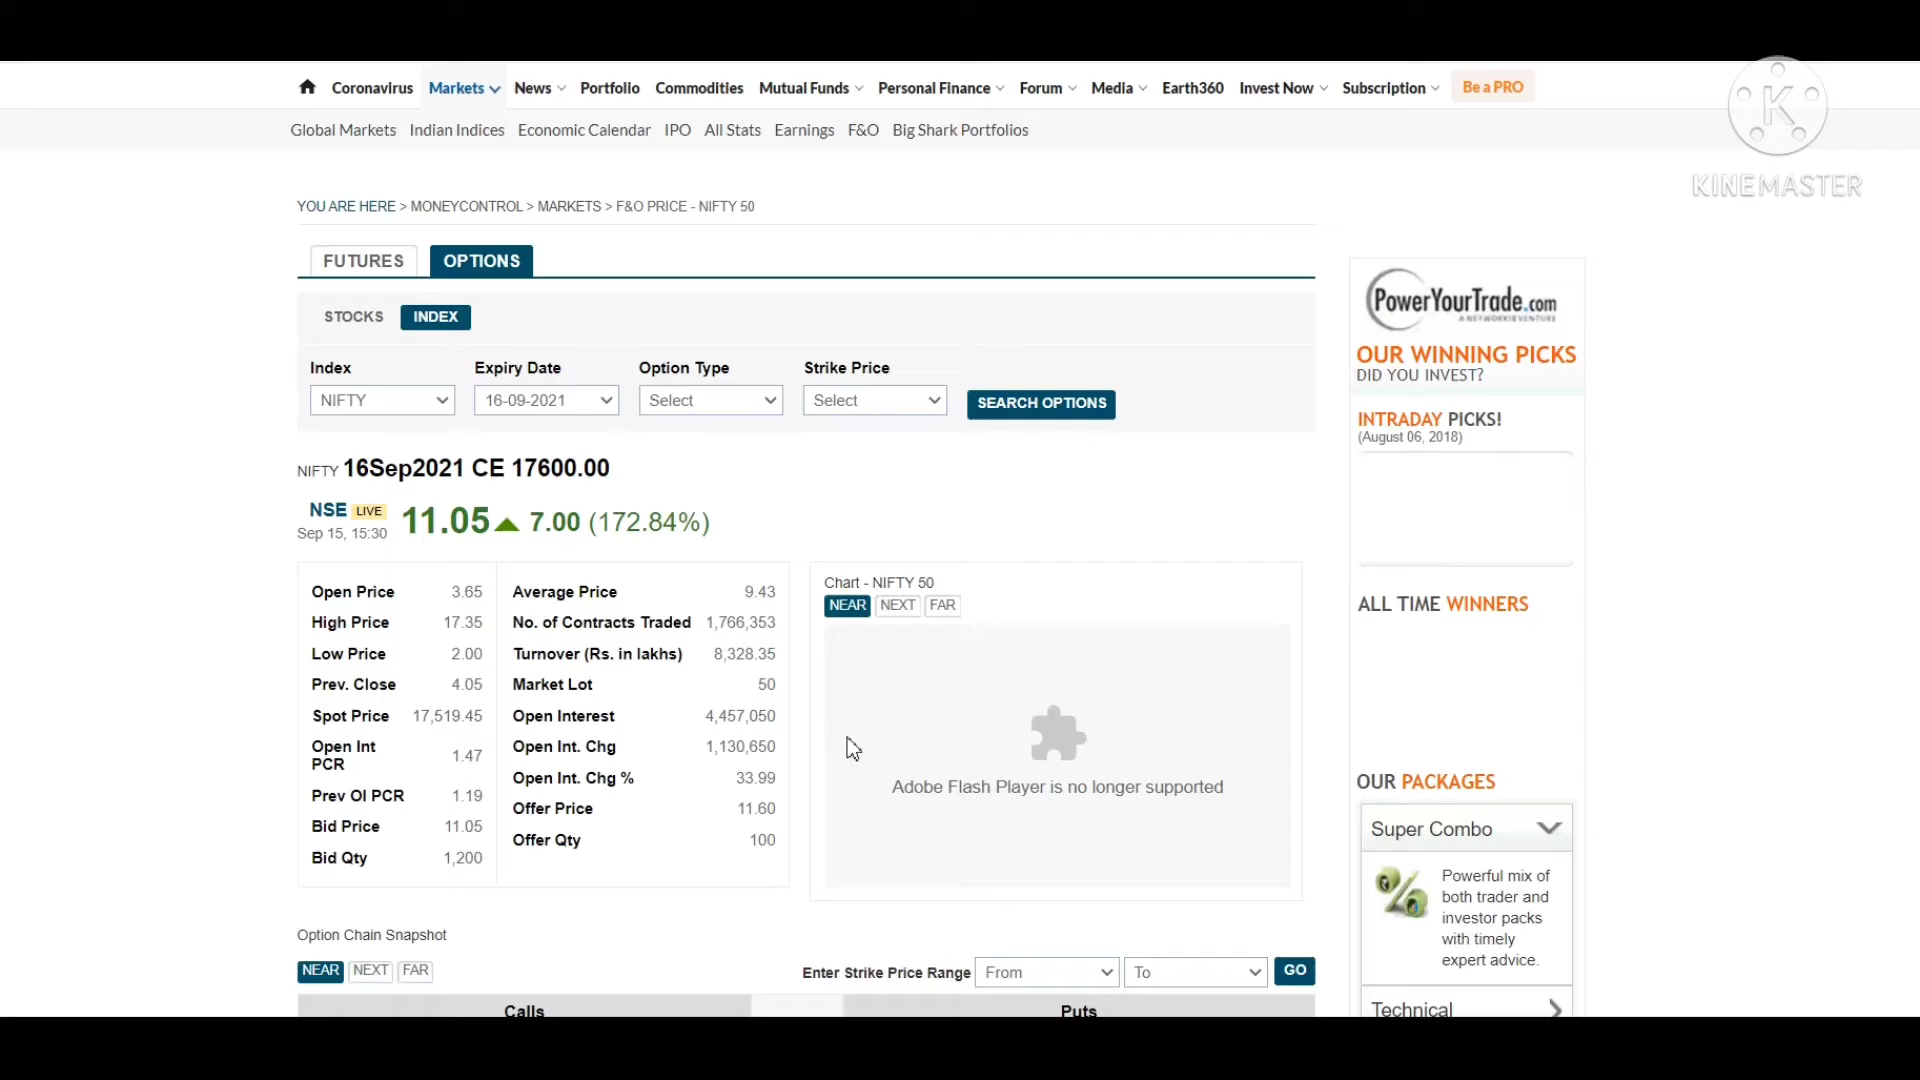 Coronavirus Markets News Portfolio Commodities Mutual Funds Personal Finance Forum Media Earth360 Invest Now Subscription Be a PRO
K
KINEMASTER
Global Markets Indian Indices Economic Calendar IPO All Stats Earnings F&O Big Shark Portfolios
YOU ARE HERE > MONEYCONTROL > MARKETS > F&O PRICE - NIFTY 50
FUTURES OPTIONS
STOCKS INDEX
Index Expiry Date Option Type Strike Price
NIFTY 16-09-2021 Select Select SEARCH OPTIONS
NIFTY 16Sep2021 CE 17600.00
NSE LIVE 11.05 7.00 (172.84%)
Sep 15, 15:30
Open Price 3.65
High Price 17.35
Low Price 2.00
Prev. Close 4.05
Spot Price 17,519.45
Open Int
PCR 1.47
Prev OI PCR 1.19
Bid Price 11.05
Bid Qty 1,200
Average Price 9.43
No. of Contracts Traded 1,766,353
Turnover (Rs. in lakhs) 8,328.35
Market Lot 50
Open Interest 4,457,050
Open Int. Chg 1,130,650
Open Int. Chg % 33.99
Offer Price 11.60
Offer Qty 100
Chart - NIFTY 50
NEAR NEXT FAR
Adobe Flash Player is no longer supported
Option Chain Snapshot
NEAR NEXT FAR Enter Strike Price Range From To GO
Calls Puts
PowerYourTrade.com
A NETWORK18 VENTURE
OUR WINNING PICKS
DID YOU INVEST?
INTRADAY PICKS!
(August 06, 2018)
ALL TIME WINNERS
OUR PACKAGES
Super Combo
Powerful mix of
both trader and
investor packs
with timely
expert advice.
Technical